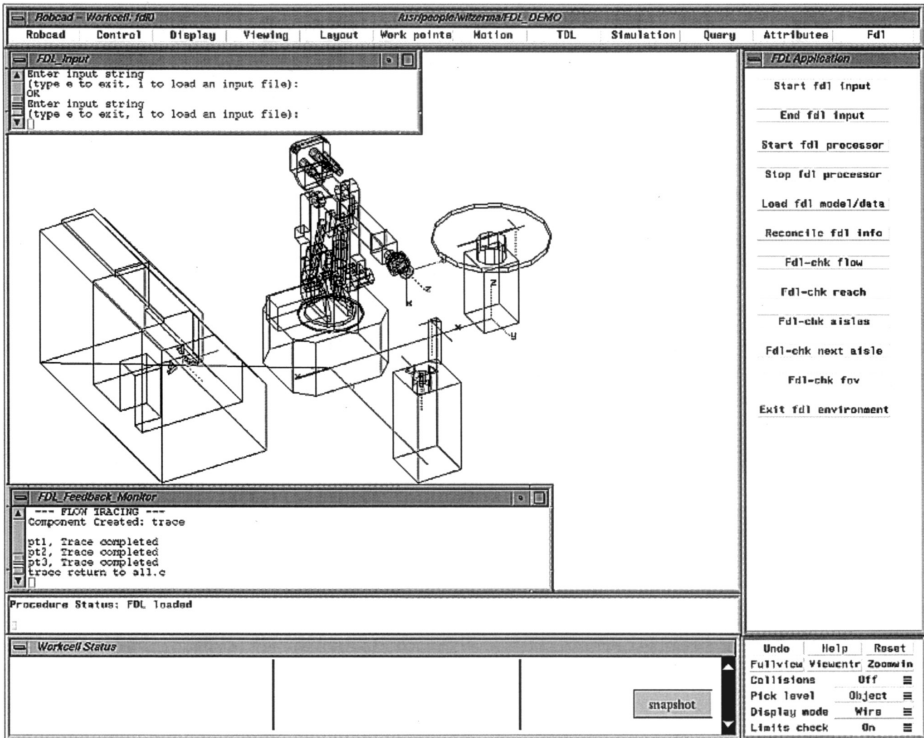 Robcad – Workcell: fdl0 /usr/people/witzerma/FDL_DEMO
Robcad Control Display Viewing Layout Work points Motion TDL Simulation Query Attributes Fdl
FDL_Input
Enter input string
(type e to exit, i to load an input file):
OK
Enter input string
(type e to exit, i to load an input file):
FDL Application
Start fdl input
End fdl input
Start fdl processor
Stop fdl processor
Load fdl model/data
Reconcile fdl info
Fdl-chk flow
Fdl-chk reach
Fdl-chk aisles
Fdl-chk next aisle
Fdl-chk fov
Exit fdl environment
z
x
y
FDL_Feedback_Monitor
--- FLOW TRACING ---
Component Created: trace
pt1, Trace completed
pt2, Trace completed
pt3, Trace completed
trace return to all.c
Procedure Status: FDL loaded
Workcell Status
snapshot
Undo Help Reset
Fullview Viewcntr Zoomwin
Collisions Off
Pick level Object
Display mode Wire
Limits check On